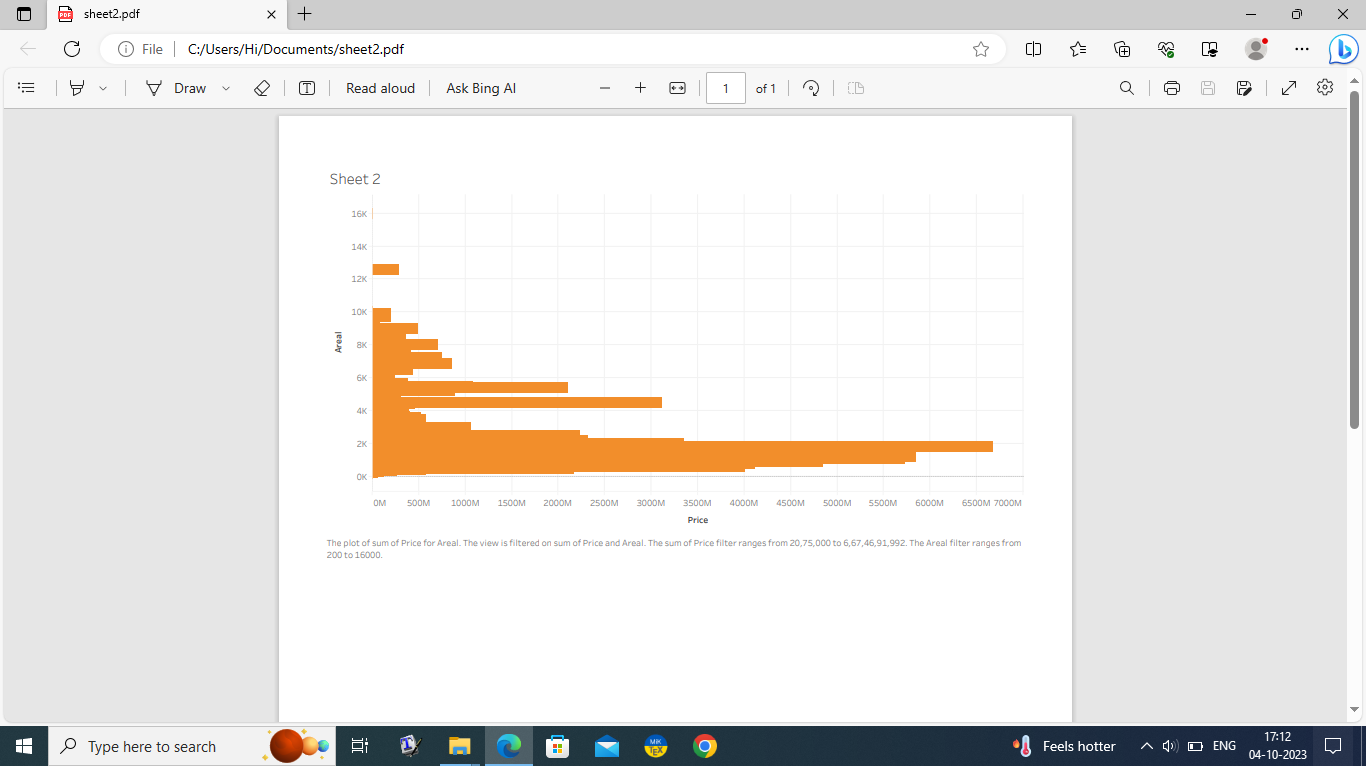 sheet2.pdf
File C:/Users/Hi/Documents/sheet2.pdf
Draw Read aloud Ask Bing AI 1 of 1
Sheet 2
16K
14K
12K
10K
8K
6K
4K
2K
0K
Areal
0M 500M 1000M 1500M 2000M 2500M 3000M 3500M 4000M 4500M 5000M 5500M 6000M 6500M 7000M
Price
The plot of sum of Price for Areal. The view is filtered on sum of Price and Areal. The sum of Price filter ranges from 20,75,000 to 6,67,46,91,992. The Areal filter ranges from
200 to 16000.
Type here to search
Feels hotter
ENG
17:12
04-10-2023